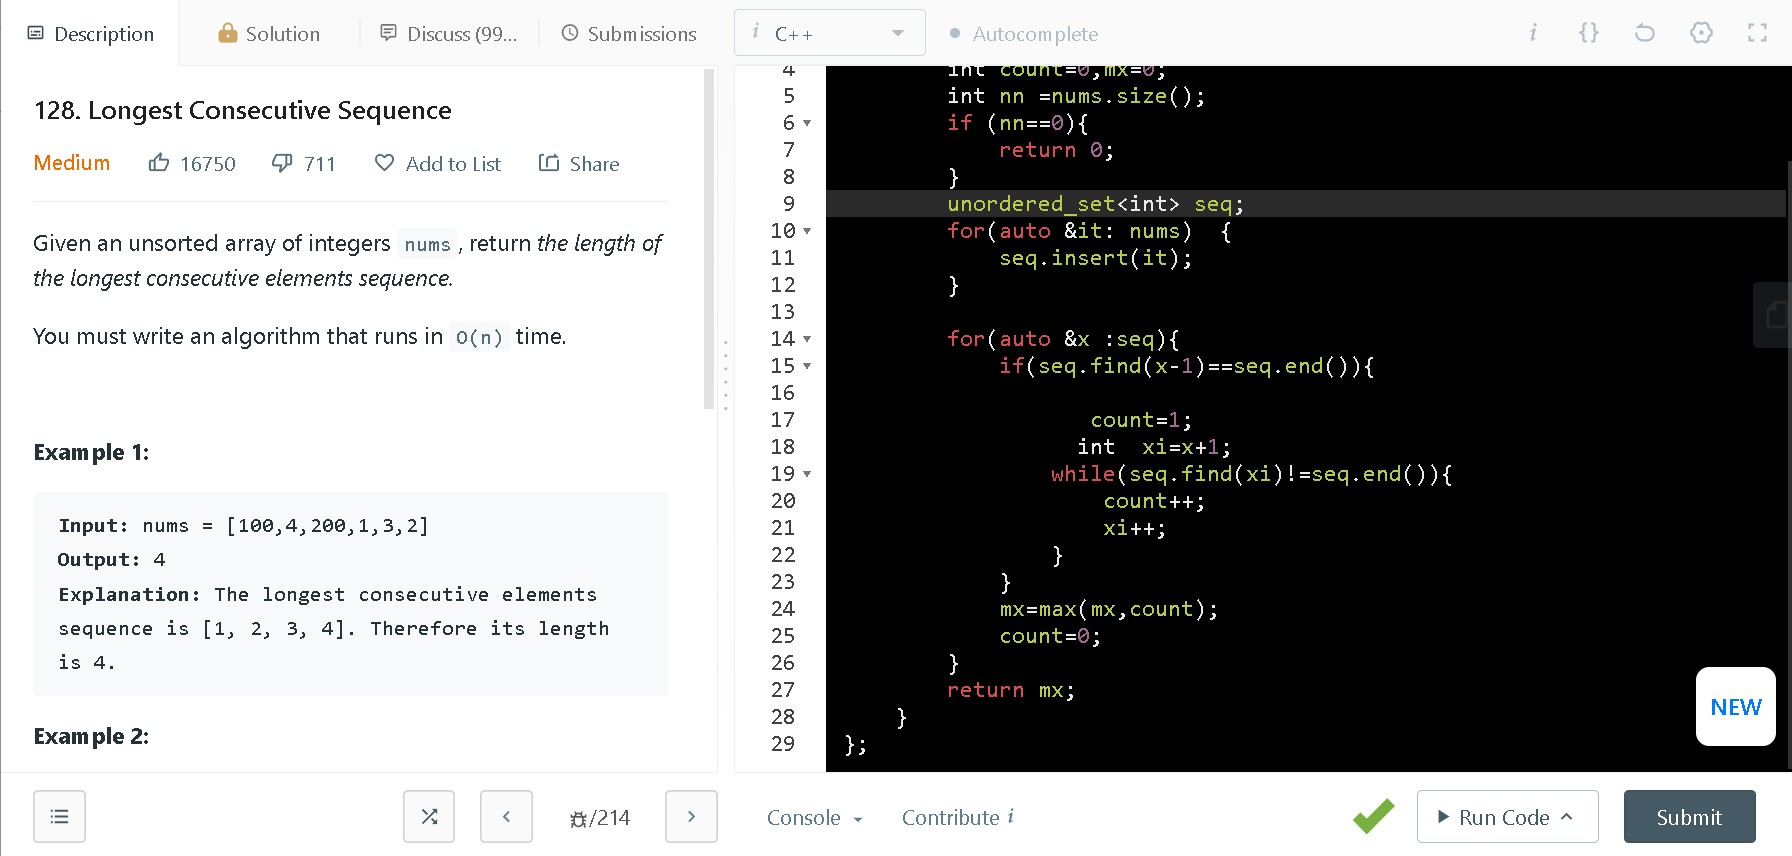 Description
Solution
Discuss (99...
Submissions
i C++
Autocomplete
i {}
128. Longest Consecutive Sequence
Medium 16750 711 Add to List Share
Given an unsorted array of integers nums, return the length of
the longest consecutive elements sequence.
You must write an algorithm that runs in O(n) time.
Example 1:
Input: nums = [100,4,200,1,3,2]
Output: 4
Explanation: The longest consecutive elements
sequence is [1, 2, 3, 4]. Therefore its length
is 4.
Example 2:
4 int count=0,mx=0;
5 int nn =nums.size();
6 if (nn==0){
7 return 0;
8 }
9 unordered_set<int> seq;
10 for(auto &it: nums)  {
11 seq.insert(it);
12 }
13
14 for(auto &x :seq){
15 if(seq.find(x-1)==seq.end()){
16
17 count=1;
18 int  xi=x+1;
19 while(seq.find(xi)!=seq.end()){
20 count++;
21 xi++;
22 }
23 }
24 mx=max(mx,count);
25 count=0;
26 }
27 return mx;
28 }
29 };
NEW
/214
Console
Contribute i
Run Code
Submit